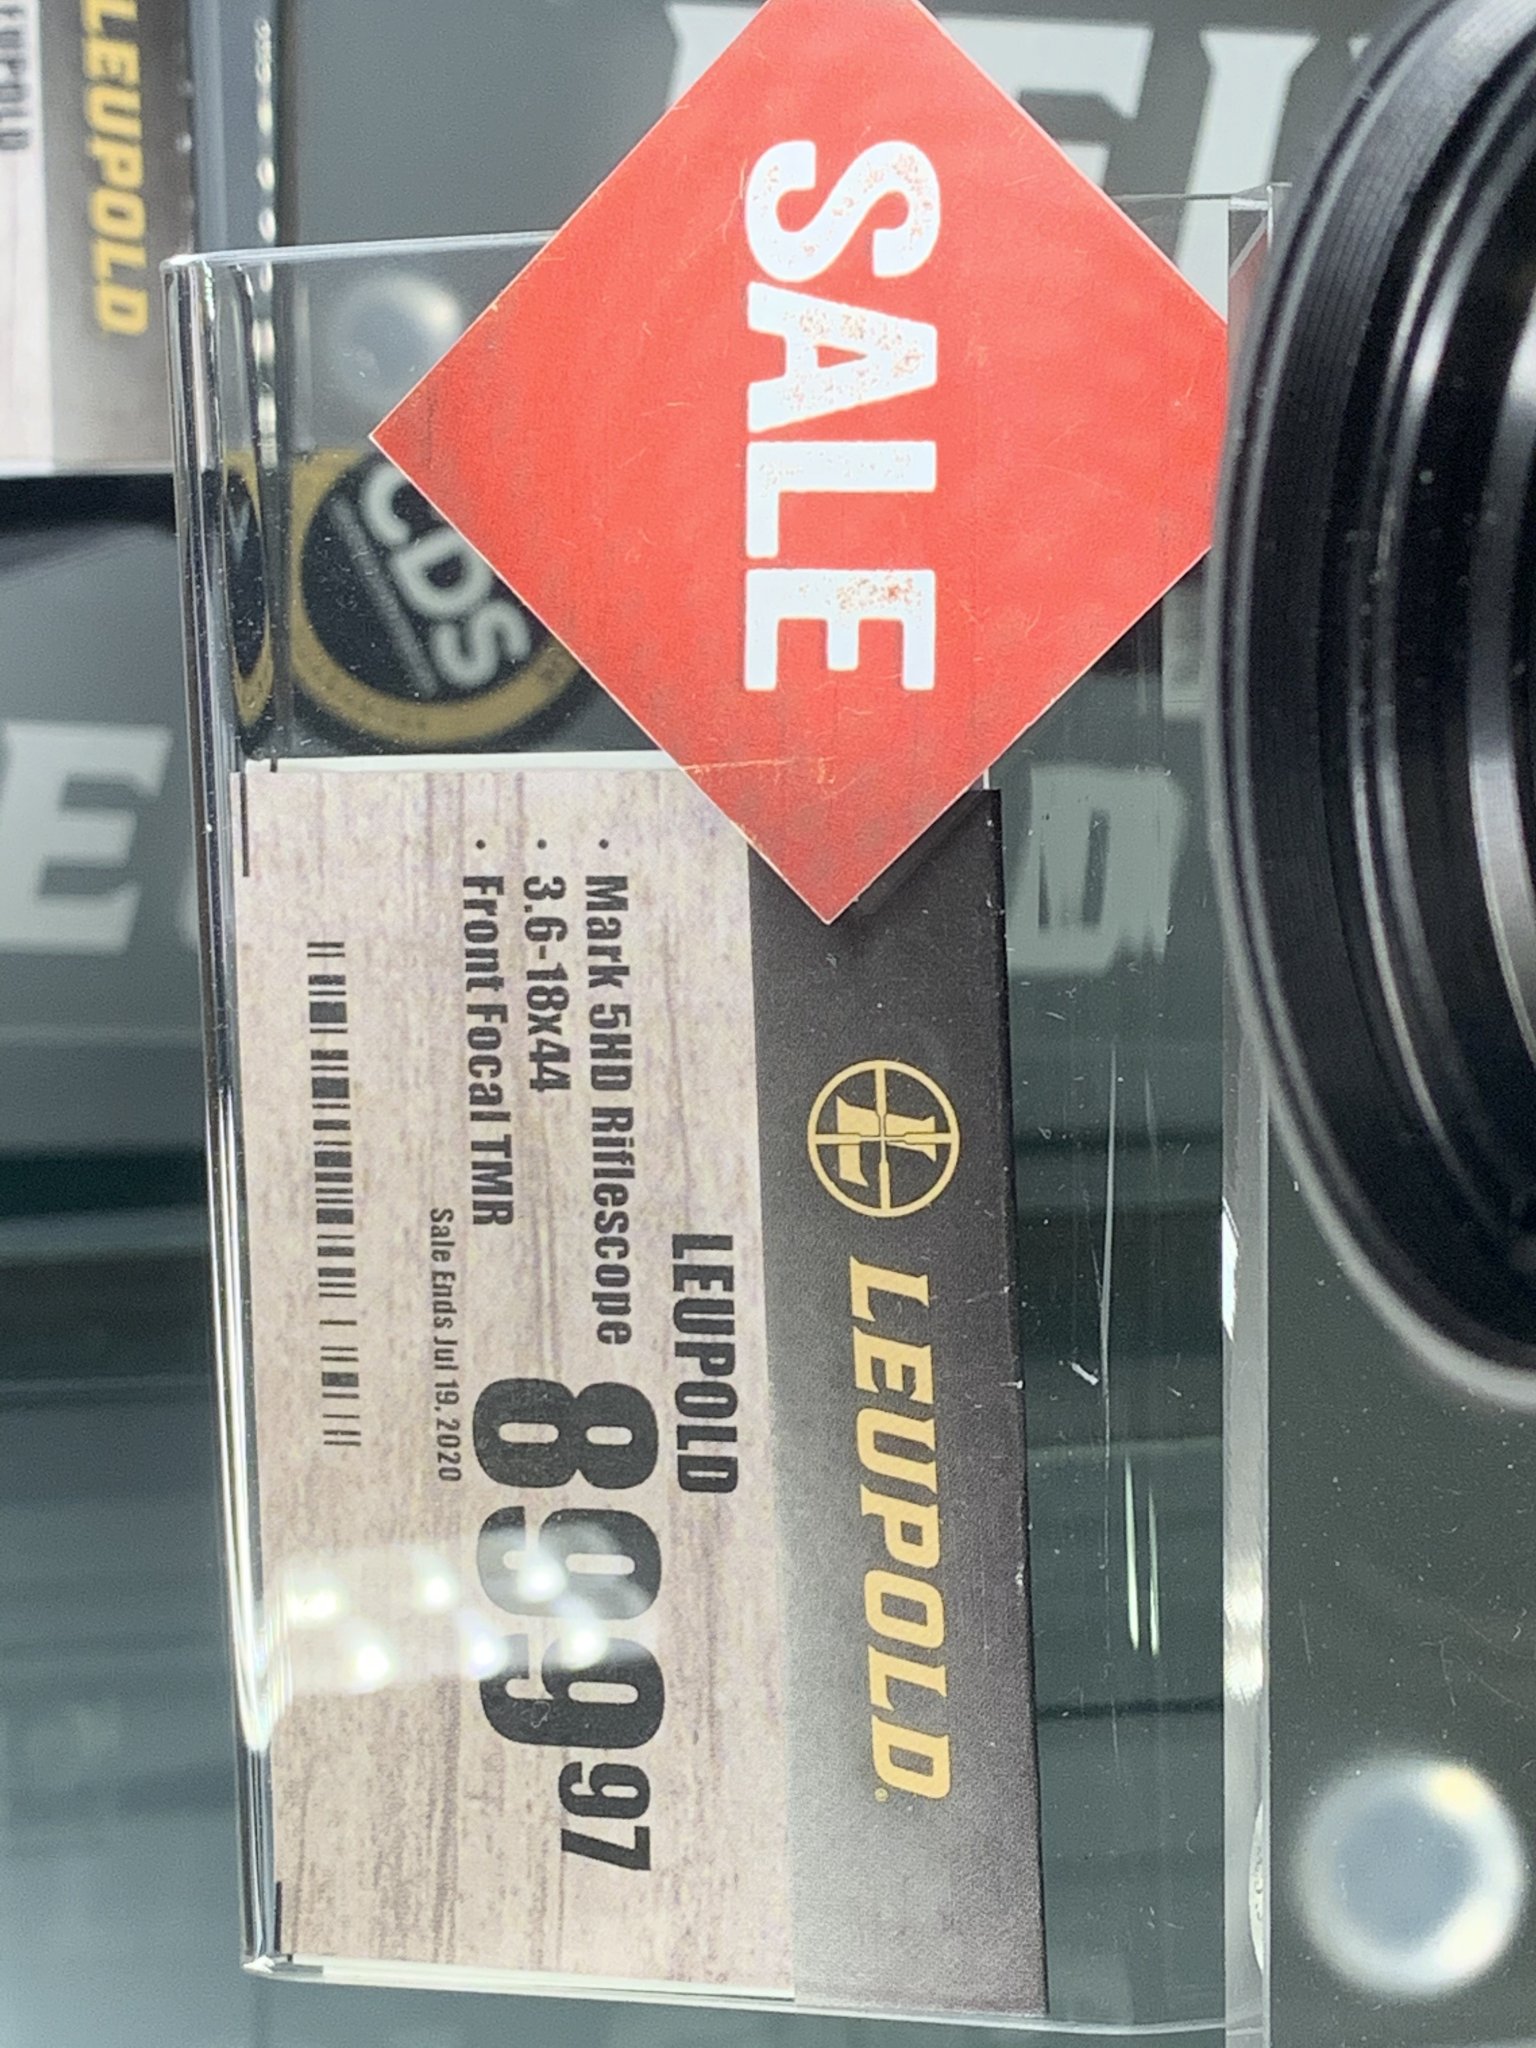 SALE
LEUPOLD
LEUPOLD
Mark 5HD Riflescope
3.6-18x44
Front Focal TMR
899 97
Sale Ends Jul 19, 2020
CDS
LEUPOLD
LEUPOLD